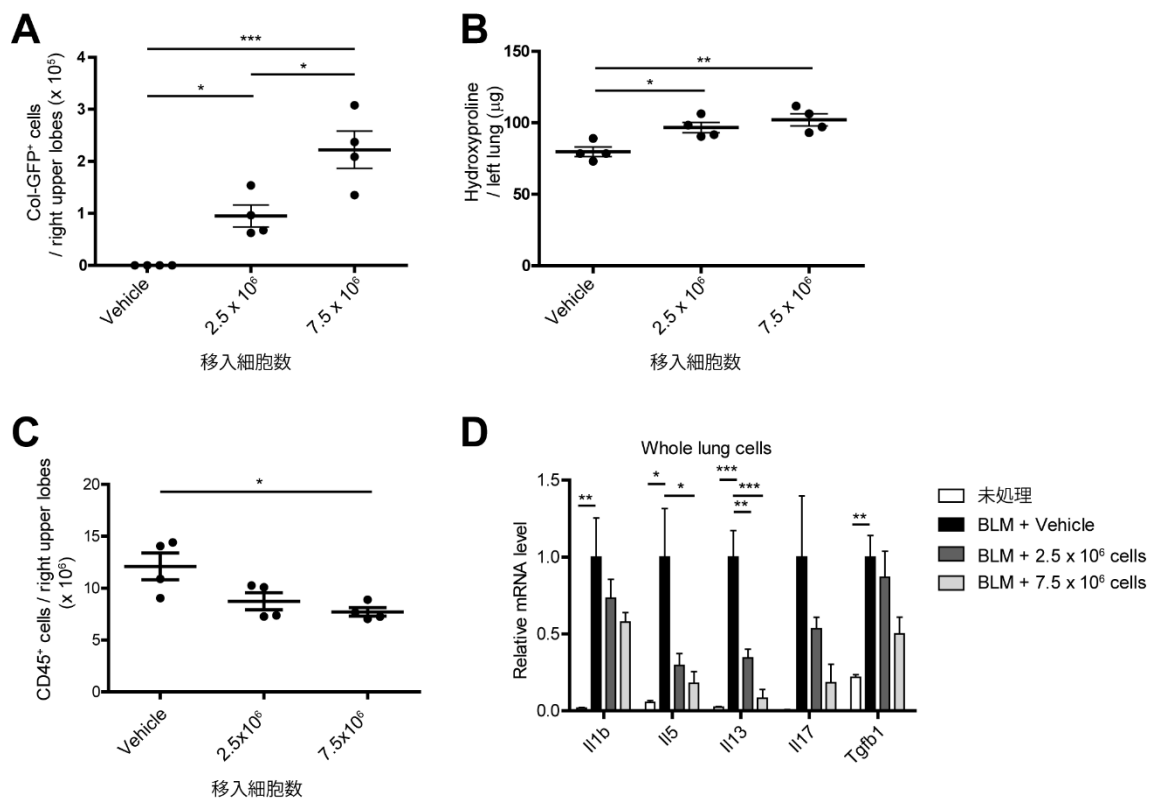 A
Col-GFP⁺ cells
/ right upper lobes (x 10⁵)
4
3
2
1
0
***
*
*
Vehicle
2.5 x 10⁶
7.5 x 10⁶
移入細胞数
B
Hydroxyproline
/ left lung (μg)
150
100
50
0
**
*
Vehicle
2.5 x 10⁶
7.5 x 10⁶
移入細胞数
C
CD45⁺ cells / right upper lobes
(x 10⁶)
20
15
10
5
0
*
Vehicle
2.5x10⁶
7.5x10⁶
移入細胞数
D
Whole lung cells
Relative mRNA level
1.5
1.0
0.5
0.0
**
*
*
***
***
**
**
Il1b
Il5
Il13
Il17
Tgfb1
未処理
BLM + Vehicle
BLM + 2.5 x 10⁶ cells
BLM + 7.5 x 10⁶ cells